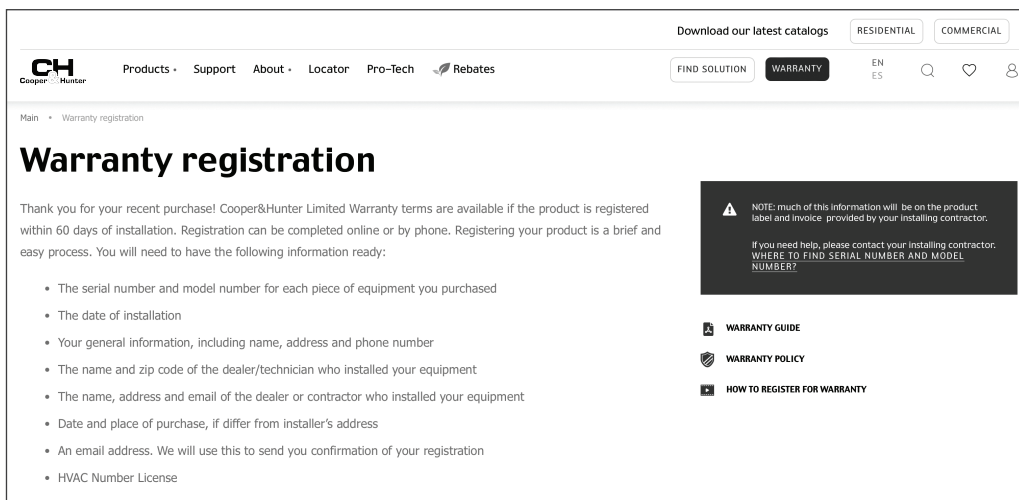 Download our latest catalogs RESIDENTIAL COMMERCIAL
CH
Cooper Hunter
Products • Support About • Locator Pro-Tech Rebates FIND SOLUTION WARRANTY EN
ES
Main • Warranty registration
Warranty registration
Thank you for your recent purchase! Cooper&Hunter Limited Warranty terms are available if the product is registered
within 60 days of installation. Registration can be completed online or by phone. Registering your product is a brief and
easy process. You will need to have the following information ready:
• The serial number and model number for each piece of equipment you purchased
• The date of installation
• Your general information, including name, address and phone number
• The name and zip code of the dealer/technician who installed your equipment
• The name, address and email of the dealer or contractor who installed your equipment
• Date and place of purchase, if differ from installer's address
• An email address. We will use this to send you confirmation of your registration
• HVAC Number License
NOTE: much of this information will be on the product
label and invoice provided by your installing contractor.
If you need help, please contact your installing contractor.
WHERE TO FIND SERIAL NUMBER AND MODEL
NUMBER?
WARRANTY GUIDE
WARRANTY POLICY
HOW TO REGISTER FOR WARRANTY